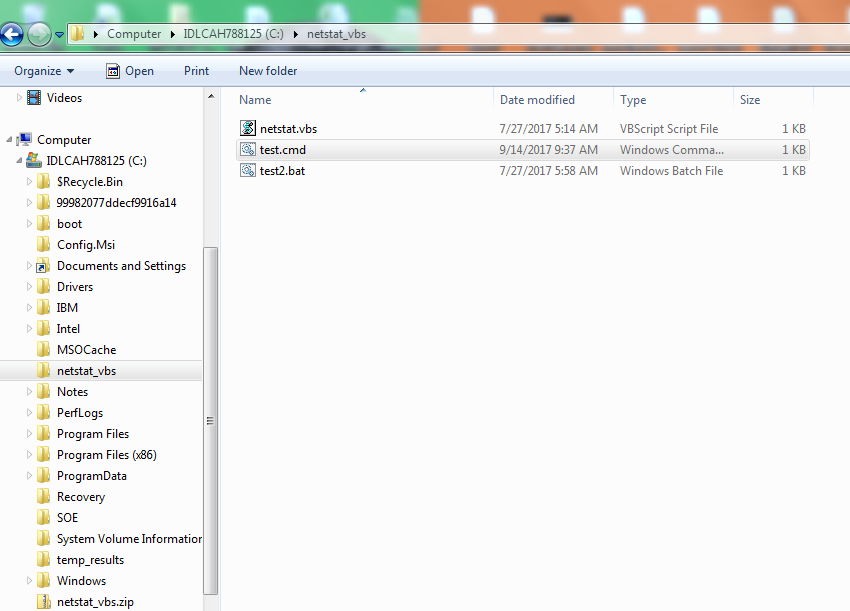 Computer IDLCAH788125 (C:) netstat_vbs
Organize Open Print New folder
Videos
Computer
IDLCAH788125 (C:)
$Recycle.Bin
99982077ddecf9916a14
boot
Config.Msi
Documents and Settings
Drivers
IBM
Intel
MSOCache
netstat_vbs
Notes
PerfLogs
Program Files
Program Files (x86)
ProgramData
Recovery
SOE
System Volume Information
temp_results
Windows
netstat_vbs.zip
Name Date modified Type Size
netstat.vbs 7/27/2017 5:14 AM VBScript Script File 1 KB
test.cmd 9/14/2017 9:37 AM Windows Comma... 1 KB
test2.bat 7/27/2017 5:58 AM Windows Batch File 1 KB